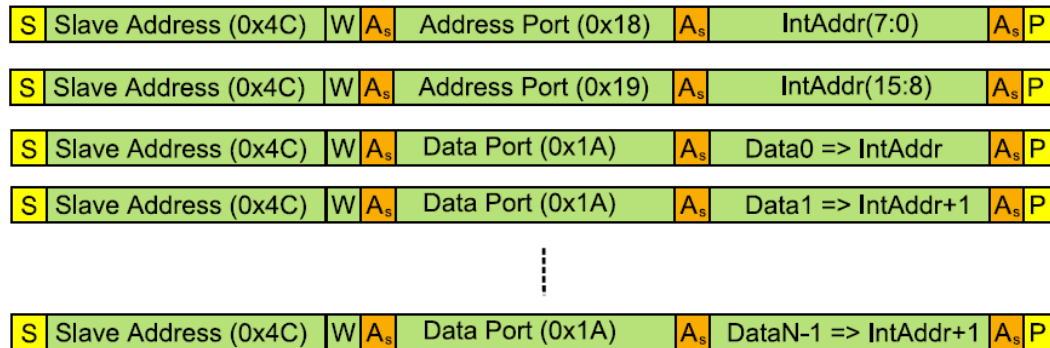 S Slave Address (0x4C) W As Address Port (0x18) As IntAddr(7:0) As P
S Slave Address (0x4C) W As Address Port (0x19) As IntAddr(15:8) As P
S Slave Address (0x4C) W As Data Port (0x1A) As Data0 => IntAddr As P
S Slave Address (0x4C) W As Data Port (0x1A) As Data1 => IntAddr+1 As P
S Slave Address (0x4C) W As Data Port (0x1A) As DataN-1 => IntAddr+1 As P